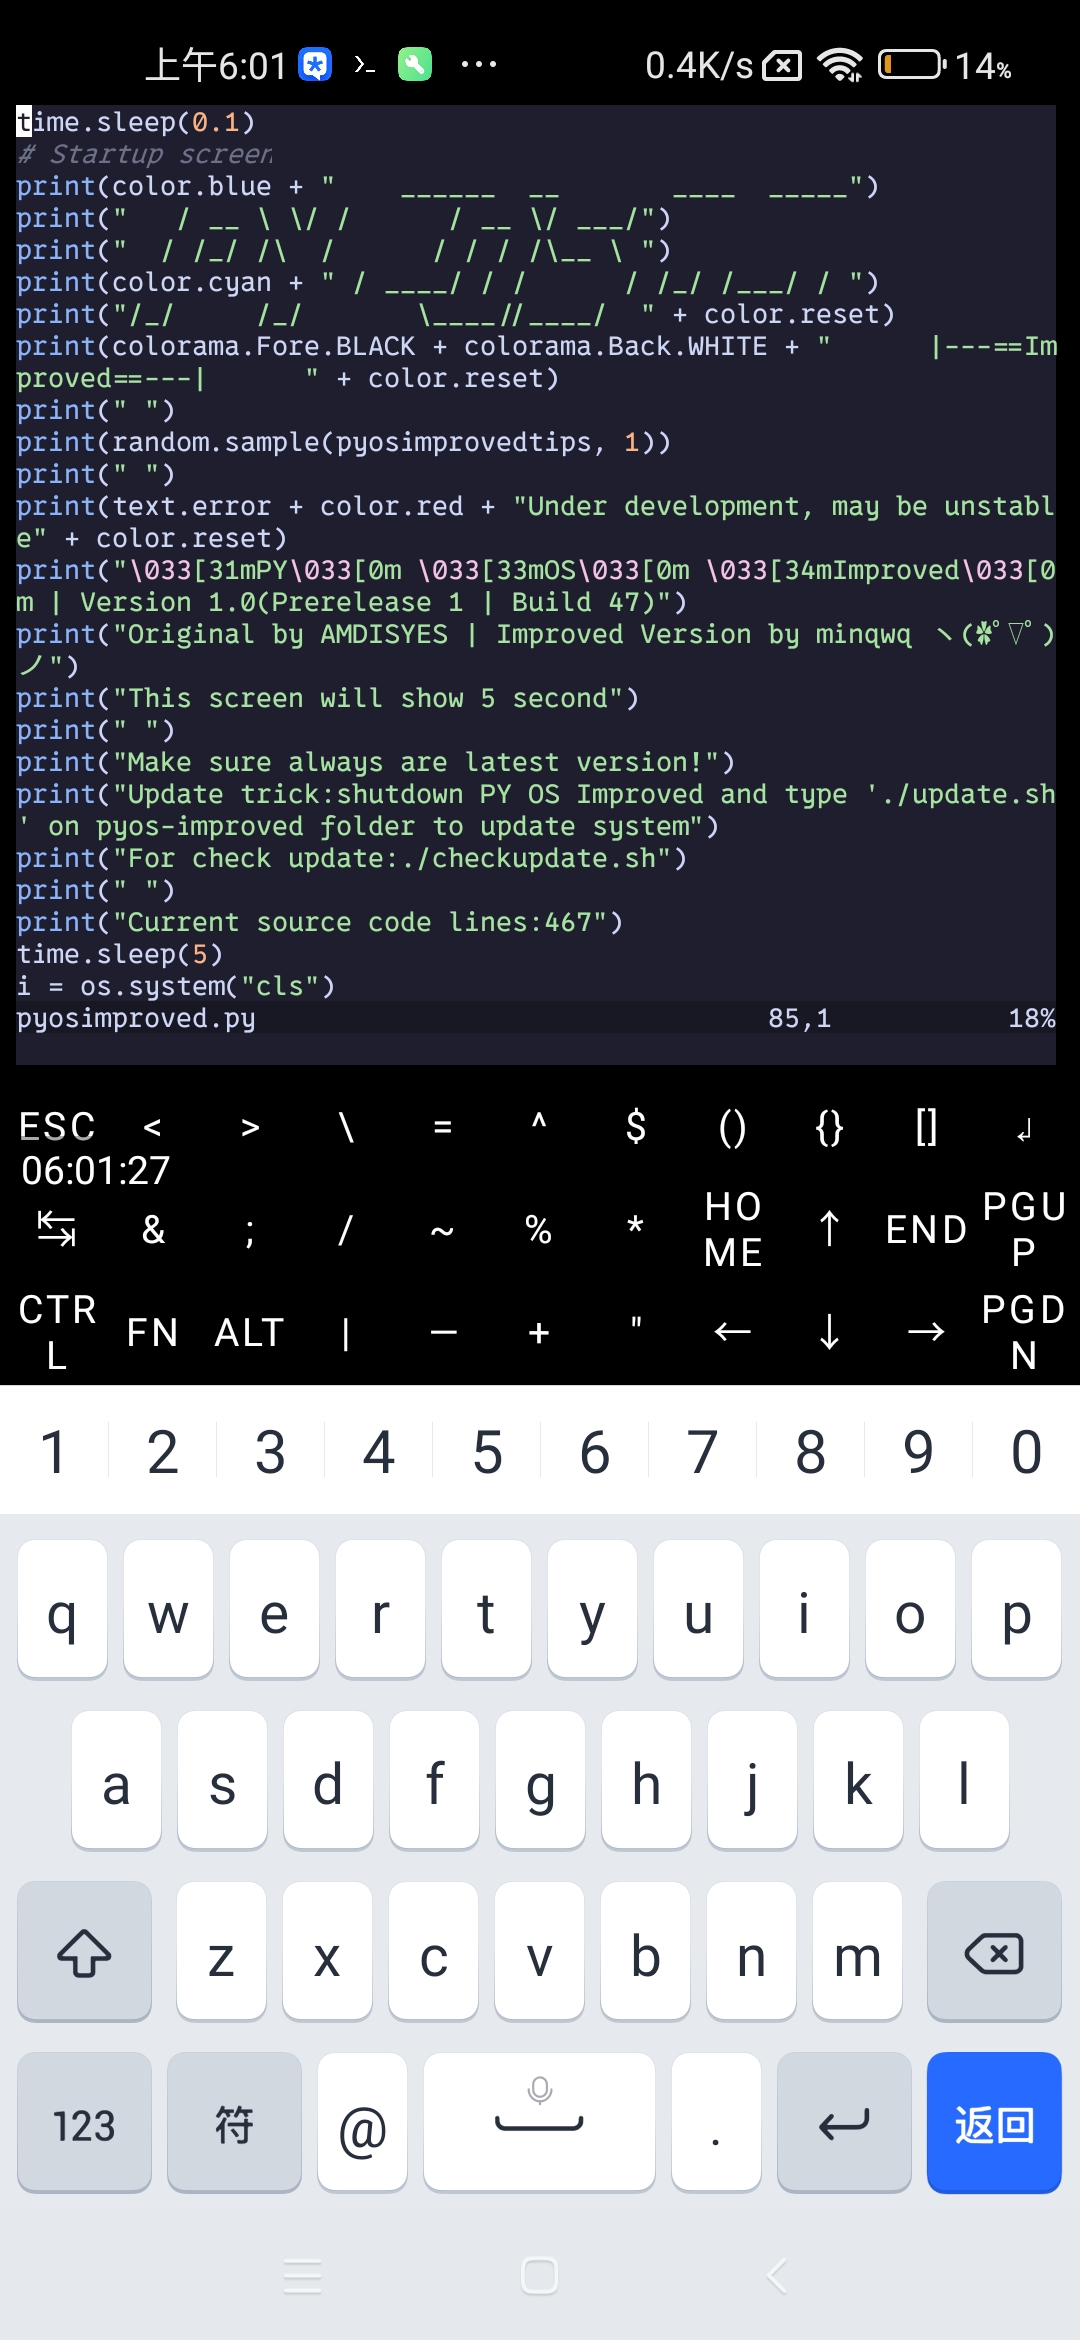 上午6:01 >_ ... 0.4K/s 14%
time.sleep(0.1)
# Startup screen
print(color.blue + "    ______  __       ____  _____")
print("   / __ \ \/ /      / __ \/ ___/")
print("  / /_/ /\  /      / / / /\__ \ ")
print(color.cyan + " / ____/ / /      / /_/ /___/ / ")
print("/_/     /_/       \____//____/  " + color.reset)
print(colorama.Fore.BLACK + colorama.Back.WHITE + "      |---==Im
proved==---|      " + color.reset)
print(" ")
print(random.sample(pyosimprovedtips, 1))
print(" ")
print(text.error + color.red + "Under development, may be unstabl
e" + color.reset)
print("\033[31mPY\033[0m \033[33mOS\033[0m \033[34mImproved\033[0
m | Version 1.0(Prerelease 1 | Build 47)")
print("Original by AMDISYES | Improved Version by minqwq ヽ(✽ﾟ▽ﾟ)
ノ")
print("This screen will show 5 second")
print(" ")
print("Make sure always are latest version!")
print("Update trick:shutdown PY OS Improved and type './update.sh
' on pyos-improved folder to update system")
print("For check update:./checkupdate.sh")
print(" ")
print("Current source code lines:467")
time.sleep(5)
i = os.system("cls")
pyosimproved.py 85,1 18%
ESC < > \ = ^ $ () {} [] ↲
06:01:27
↹ & ; / ~ % * HOME ↑ END PGUP
CTRL FN ALT | — + " ← ↓ → PGDN
1 2 3 4 5 6 7 8 9 0
q w e r t y u i o p
a s d f g h j k l
z x c v b n m
123 符 @ . 返回